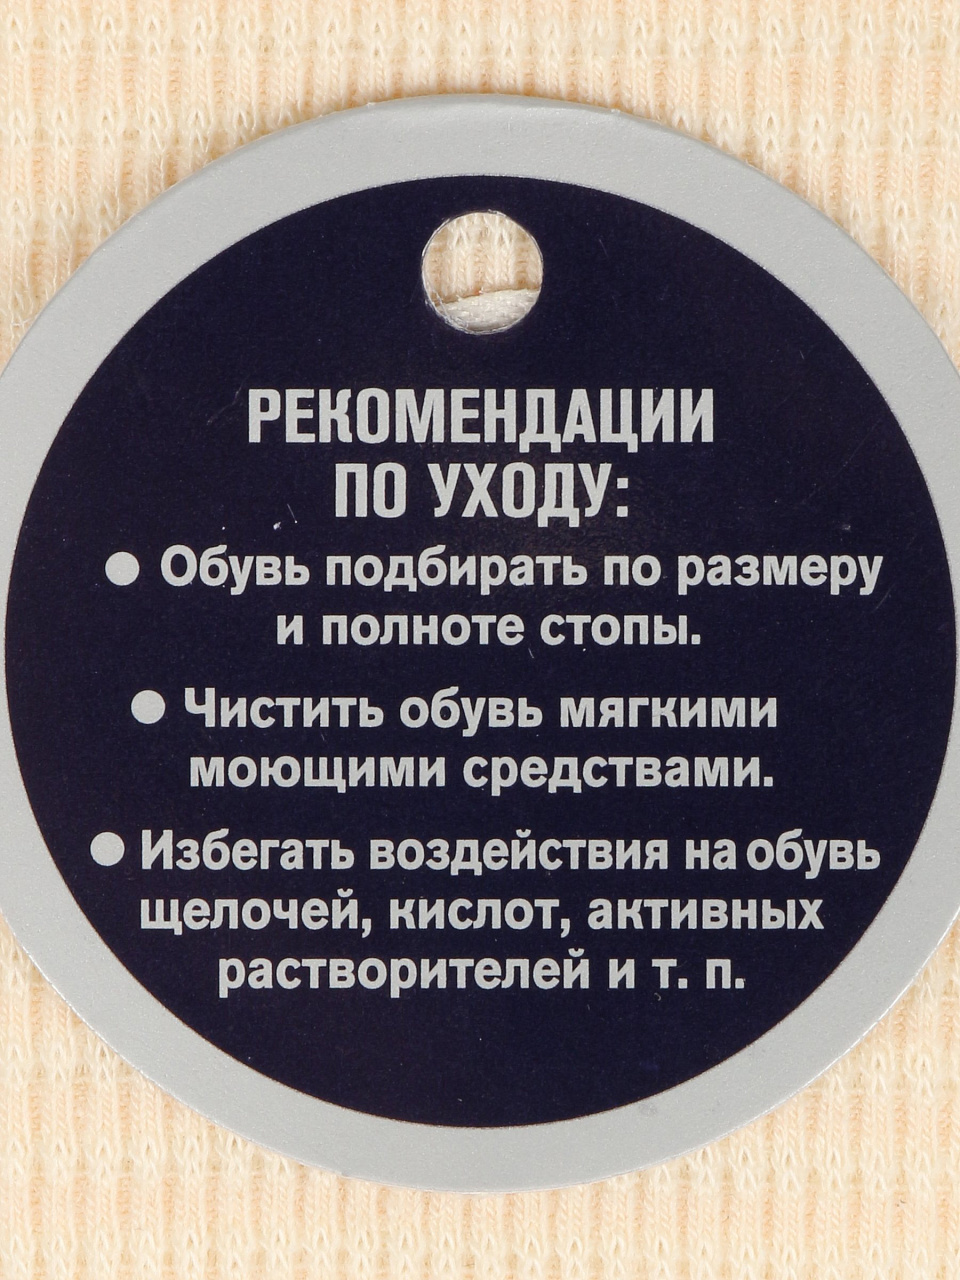 РЕКОМЕНДАЦИИ
ПО УХОДУ:
● Обувь подбирать по размеру
и полноте стопы.
● Чистить обувь мягкими
моющими средствами.
● Избегать воздействия на обувь
щелочей, кислот, активных
растворителей и т. п.